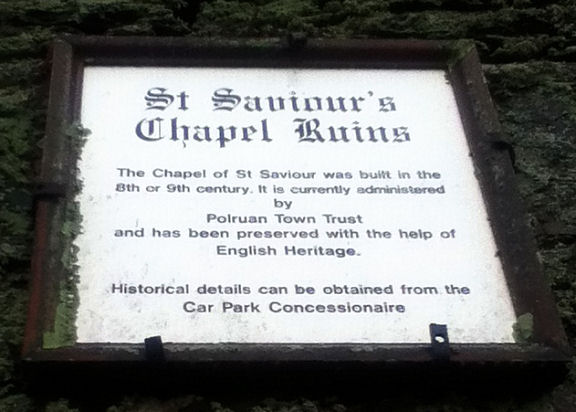 St Saviour's
Chapel Ruins
The Chapel of St Saviour was built in the
8th or 9th century. It is currently administered
by
Polruan Town Trust
and has been preserved with the help of
English Heritage.
Historical details can be obtained from the
Car Park Concessionaire